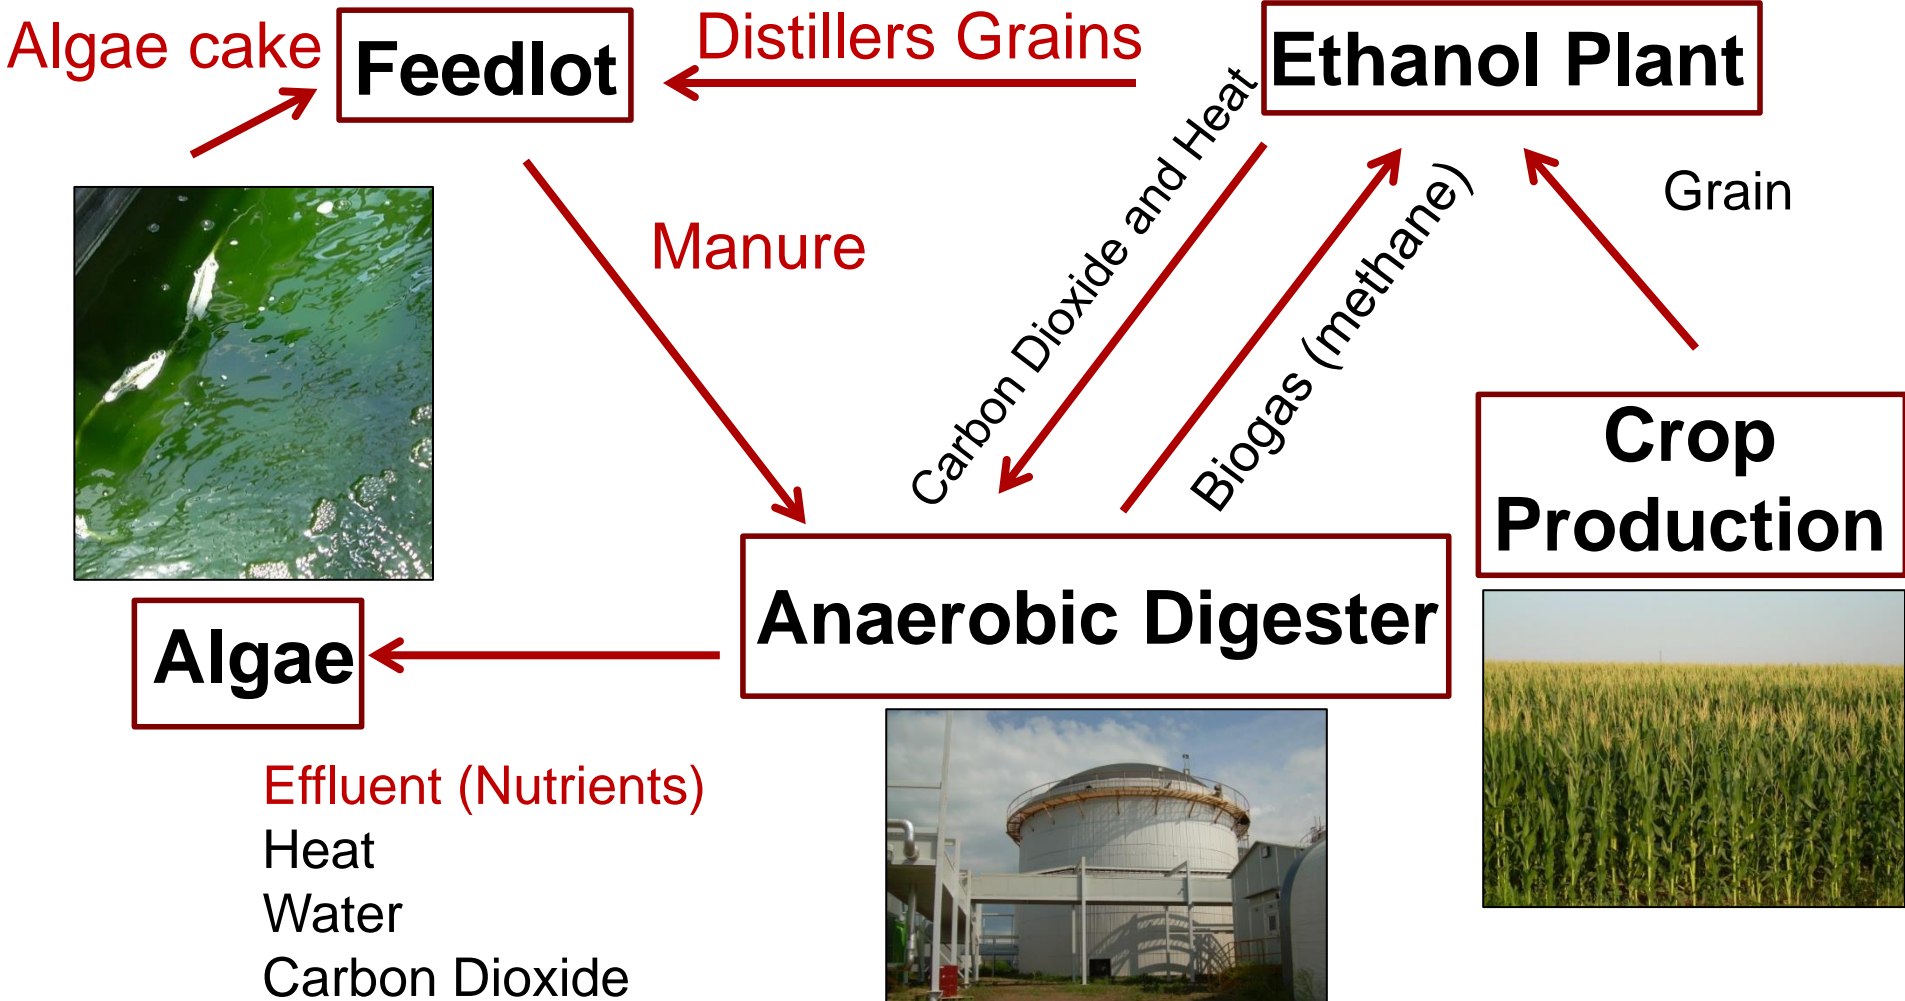 Algae cake
Feedlot
Distillers Grains
Ethanol Plant
Carbon Dioxide and Heat
Biogas (methane)
Grain
Manure
Crop
Production
Anaerobic Digester
Algae
Effluent (Nutrients)
Heat
Water
Carbon Dioxide